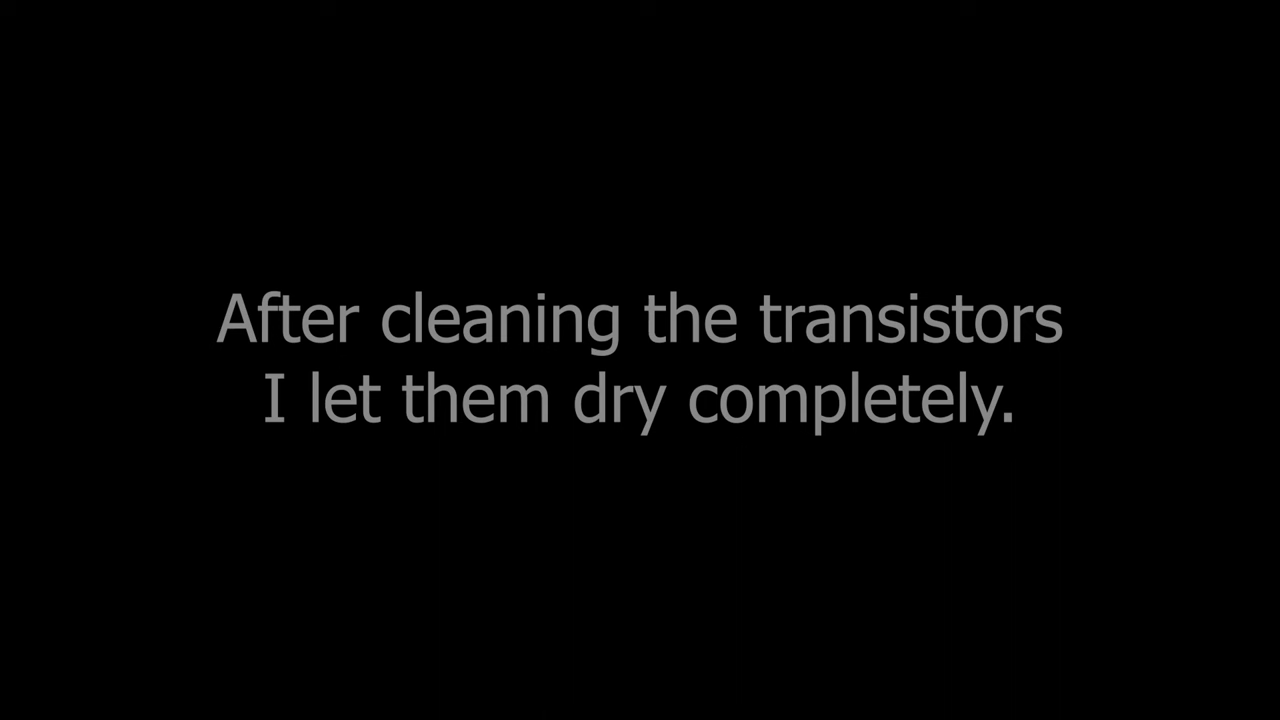 After cleaning the transistors
I let them dry completely.